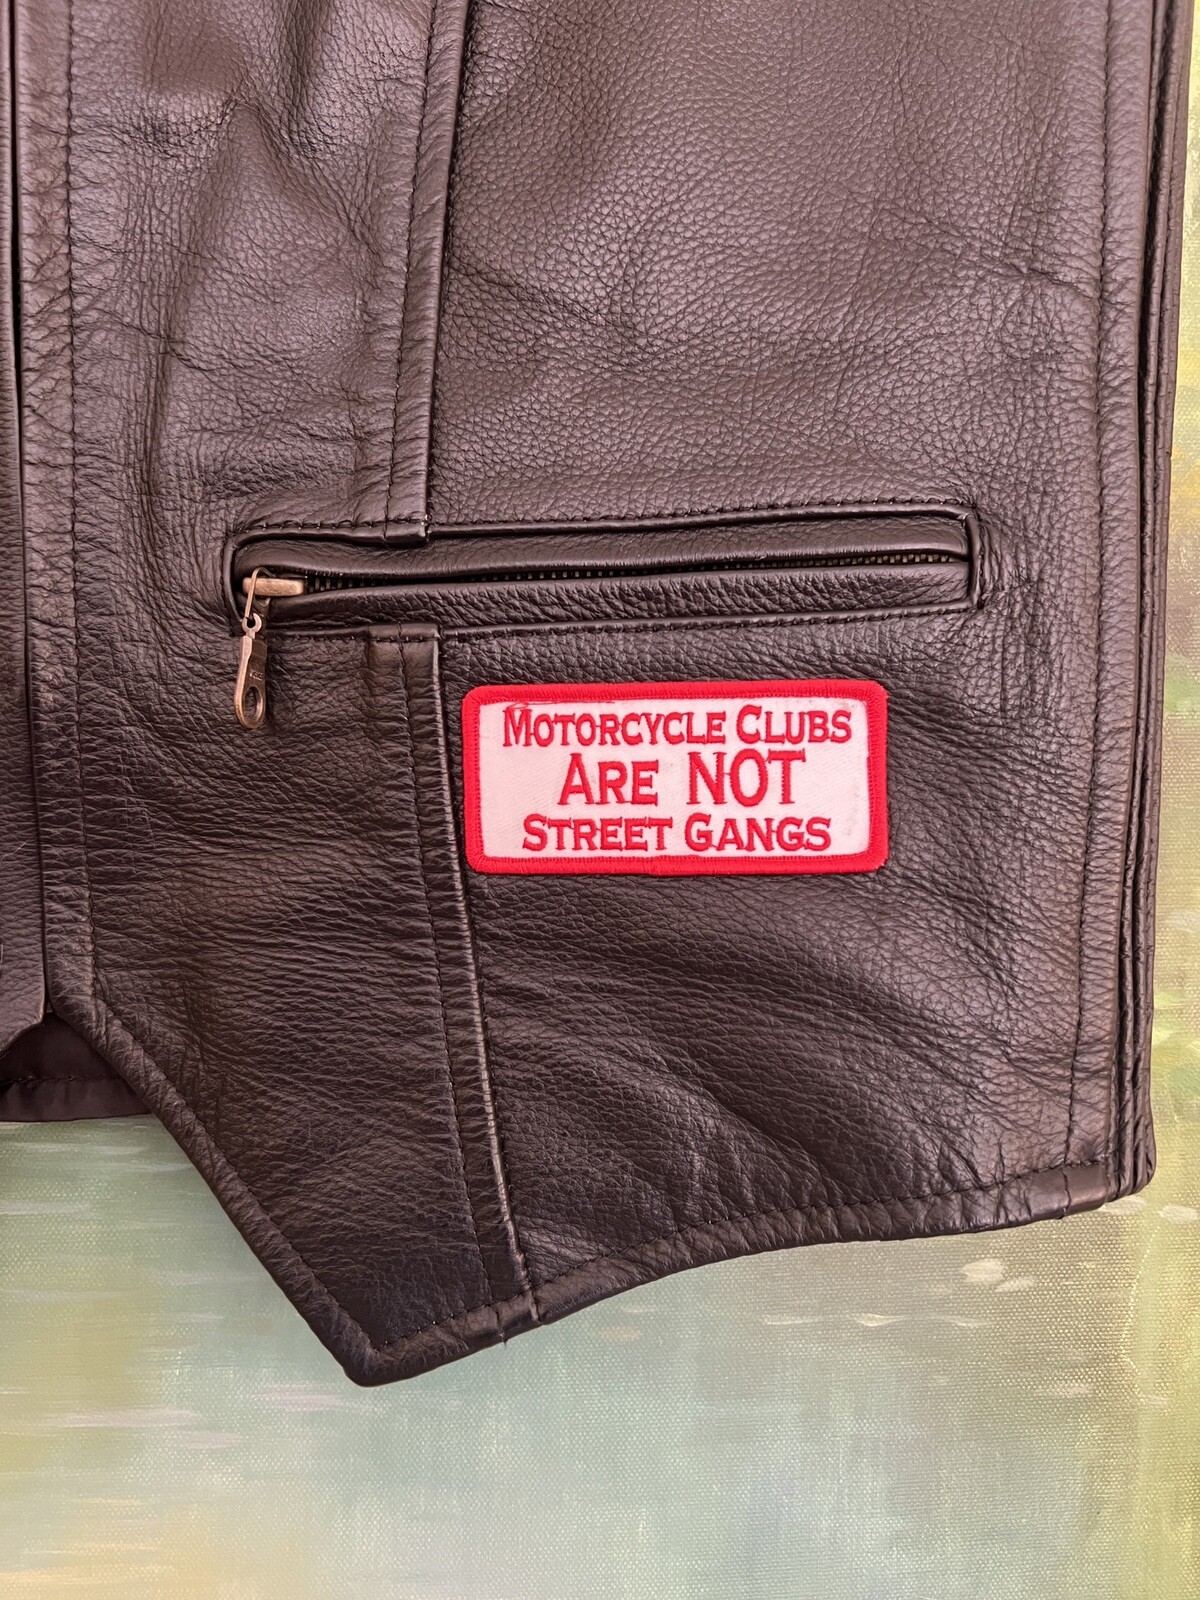 Motorcycle Clubs
Are NOT
Street Gangs